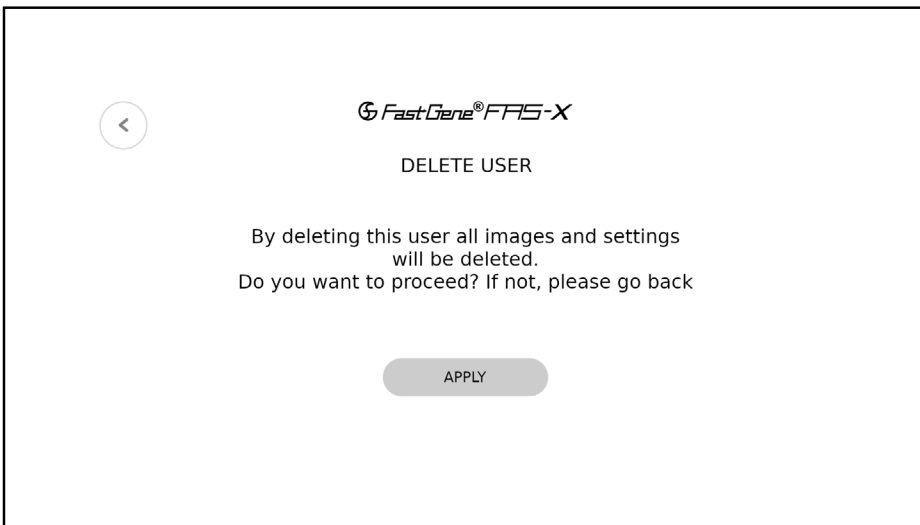 FastGene® FAS-X
DELETE USER
By deleting this user all images and settings
will be deleted.
Do you want to proceed? If not, please go back
APPLY